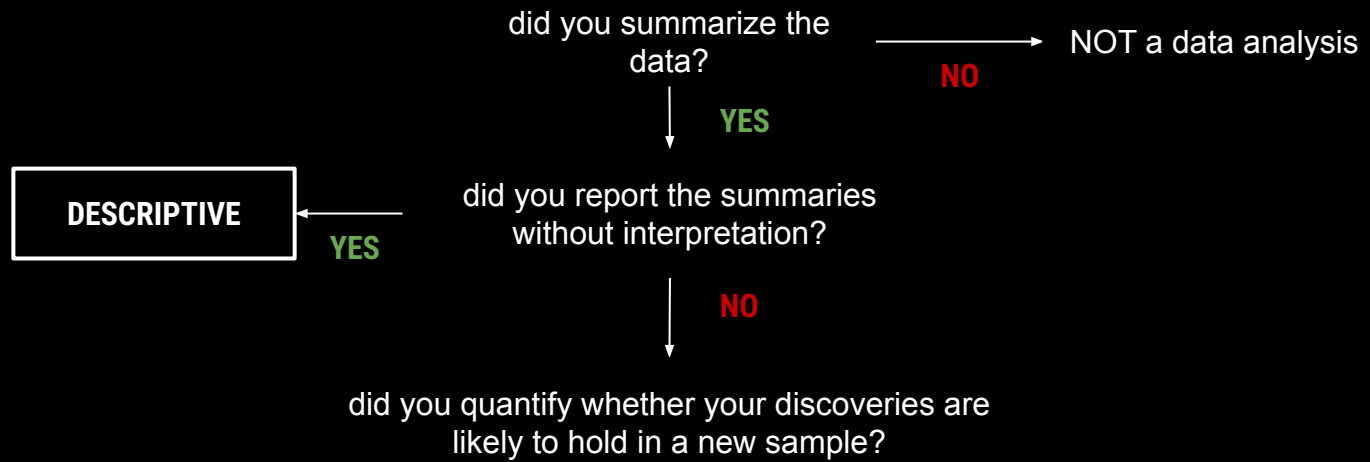 did you summarize the
data?
NOT a data analysis
NO
YES
did you report the summaries
without interpretation?
DESCRIPTIVE
YES
NO
did you quantify whether your discoveries are
likely to hold in a new sample?